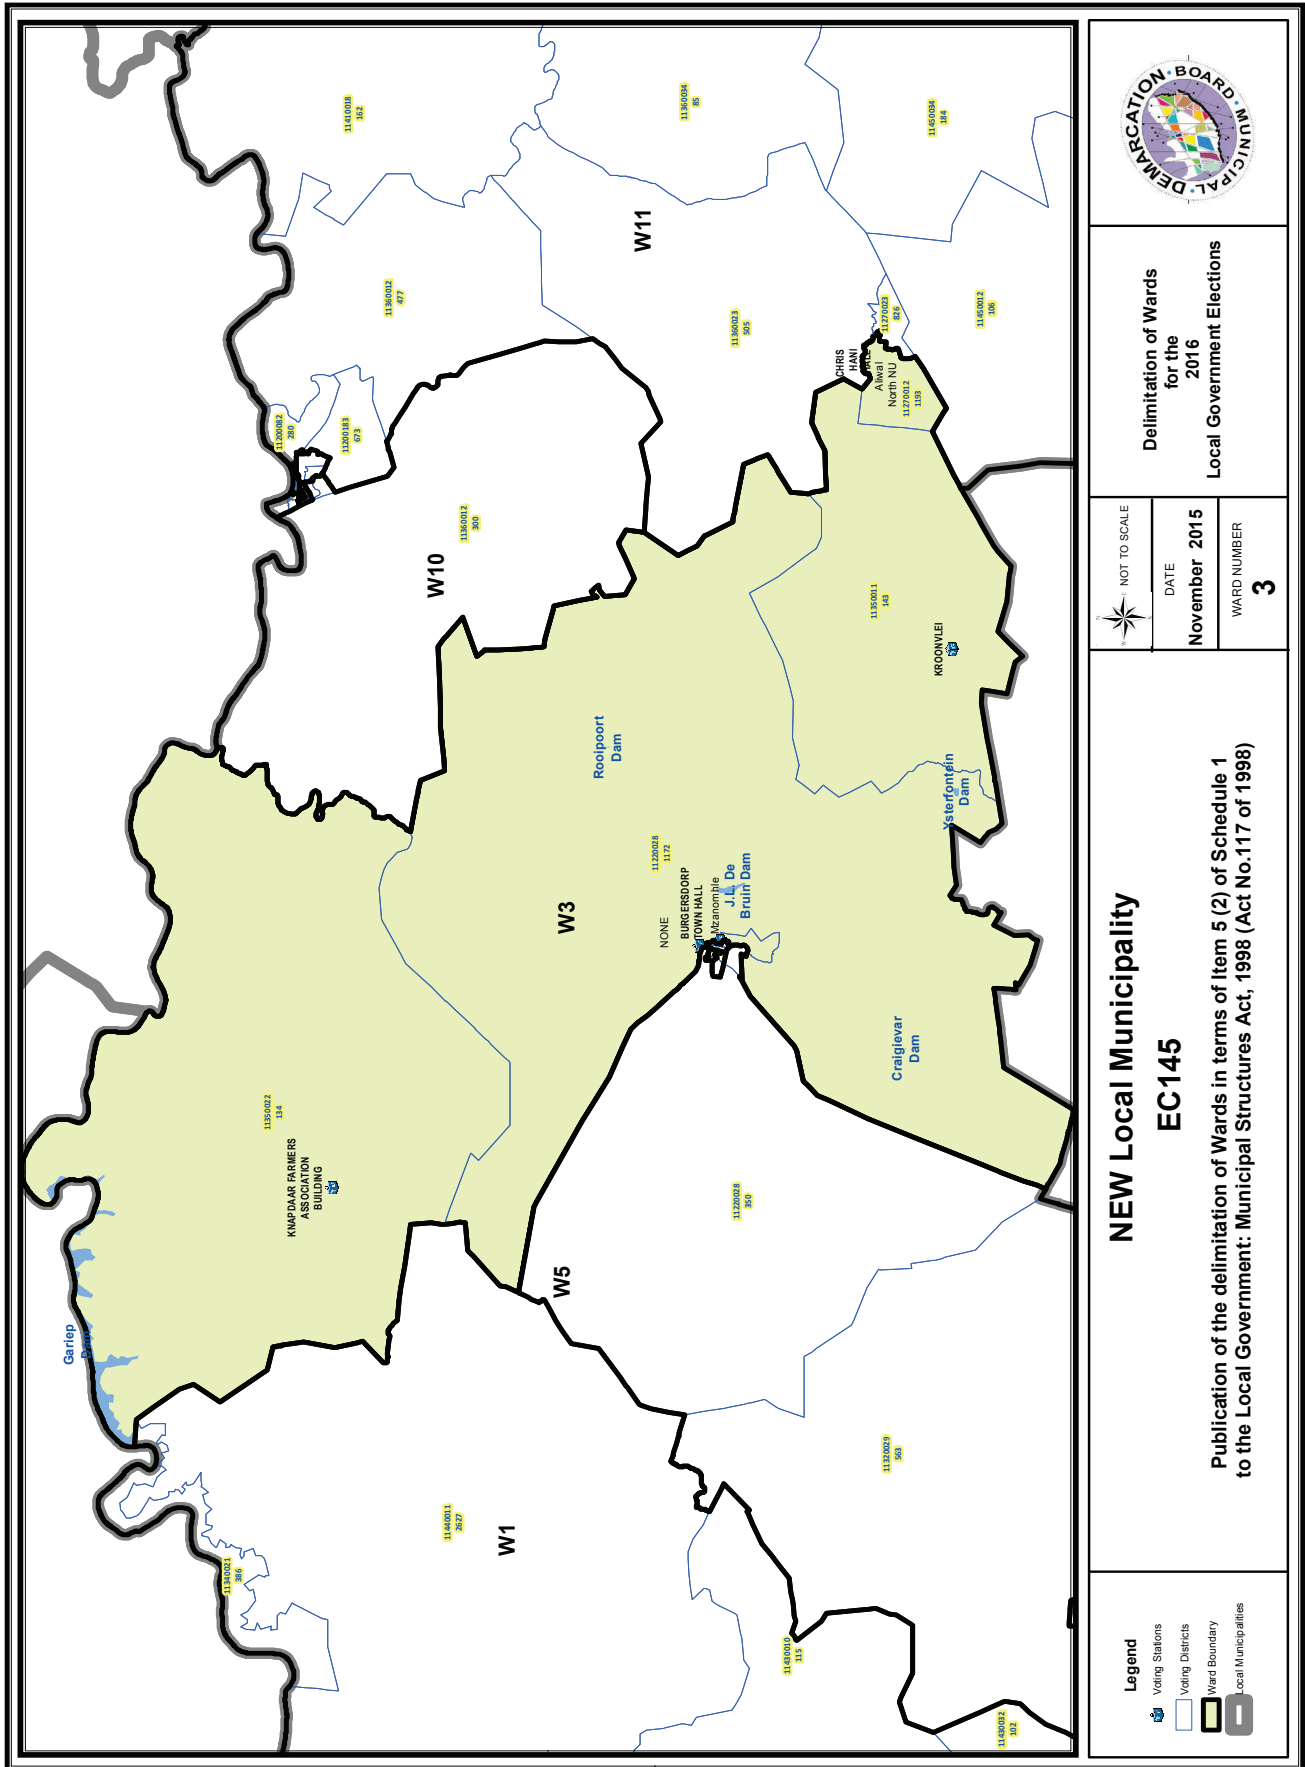 Gariep
Dam
KNAPDAAR FARMERS
ASSOCIATION
BUILDING
11350022
134
11340021
386
11440011
2627
W1
11430010
115
11430032
102
11320029
563
W5
11220028
350
W3
NONE
BURGERSDORP
TOWN HALL
Mzamomhle
J.L. De
Bruin Dam
11220028
1172
Craigievar
Dam
Ysterfontein
Dam
Rooipoort
Dam
KROONVLEI
11350011
143
W10
11360012
300
11200082
280
11200183
673
11360012
477
11410018
162
W11
11360034
85
11360023
505
11450034
184
11450012
106
CHRIS
HANI
HALL
Aliwal
North NU
11270012
1193
11270023
826
Legend
Voting Stations
Voting Districts
Ward Boundary
Local Municipalities
NEW Local Municipality
EC145
Publication of the delimitation of Wards in terms of Item 5 (2) of Schedule 1
to the Local Government: Municipal Structures Act, 1998 (Act No.117 of 1998)
N
W
NOT TO SCALE
DATE
November 2015
WARD NUMBER
3
Delimitation of Wards
for the
2016
Local Government Elections
MUNICIPAL • DEMARCATION • BOARD •